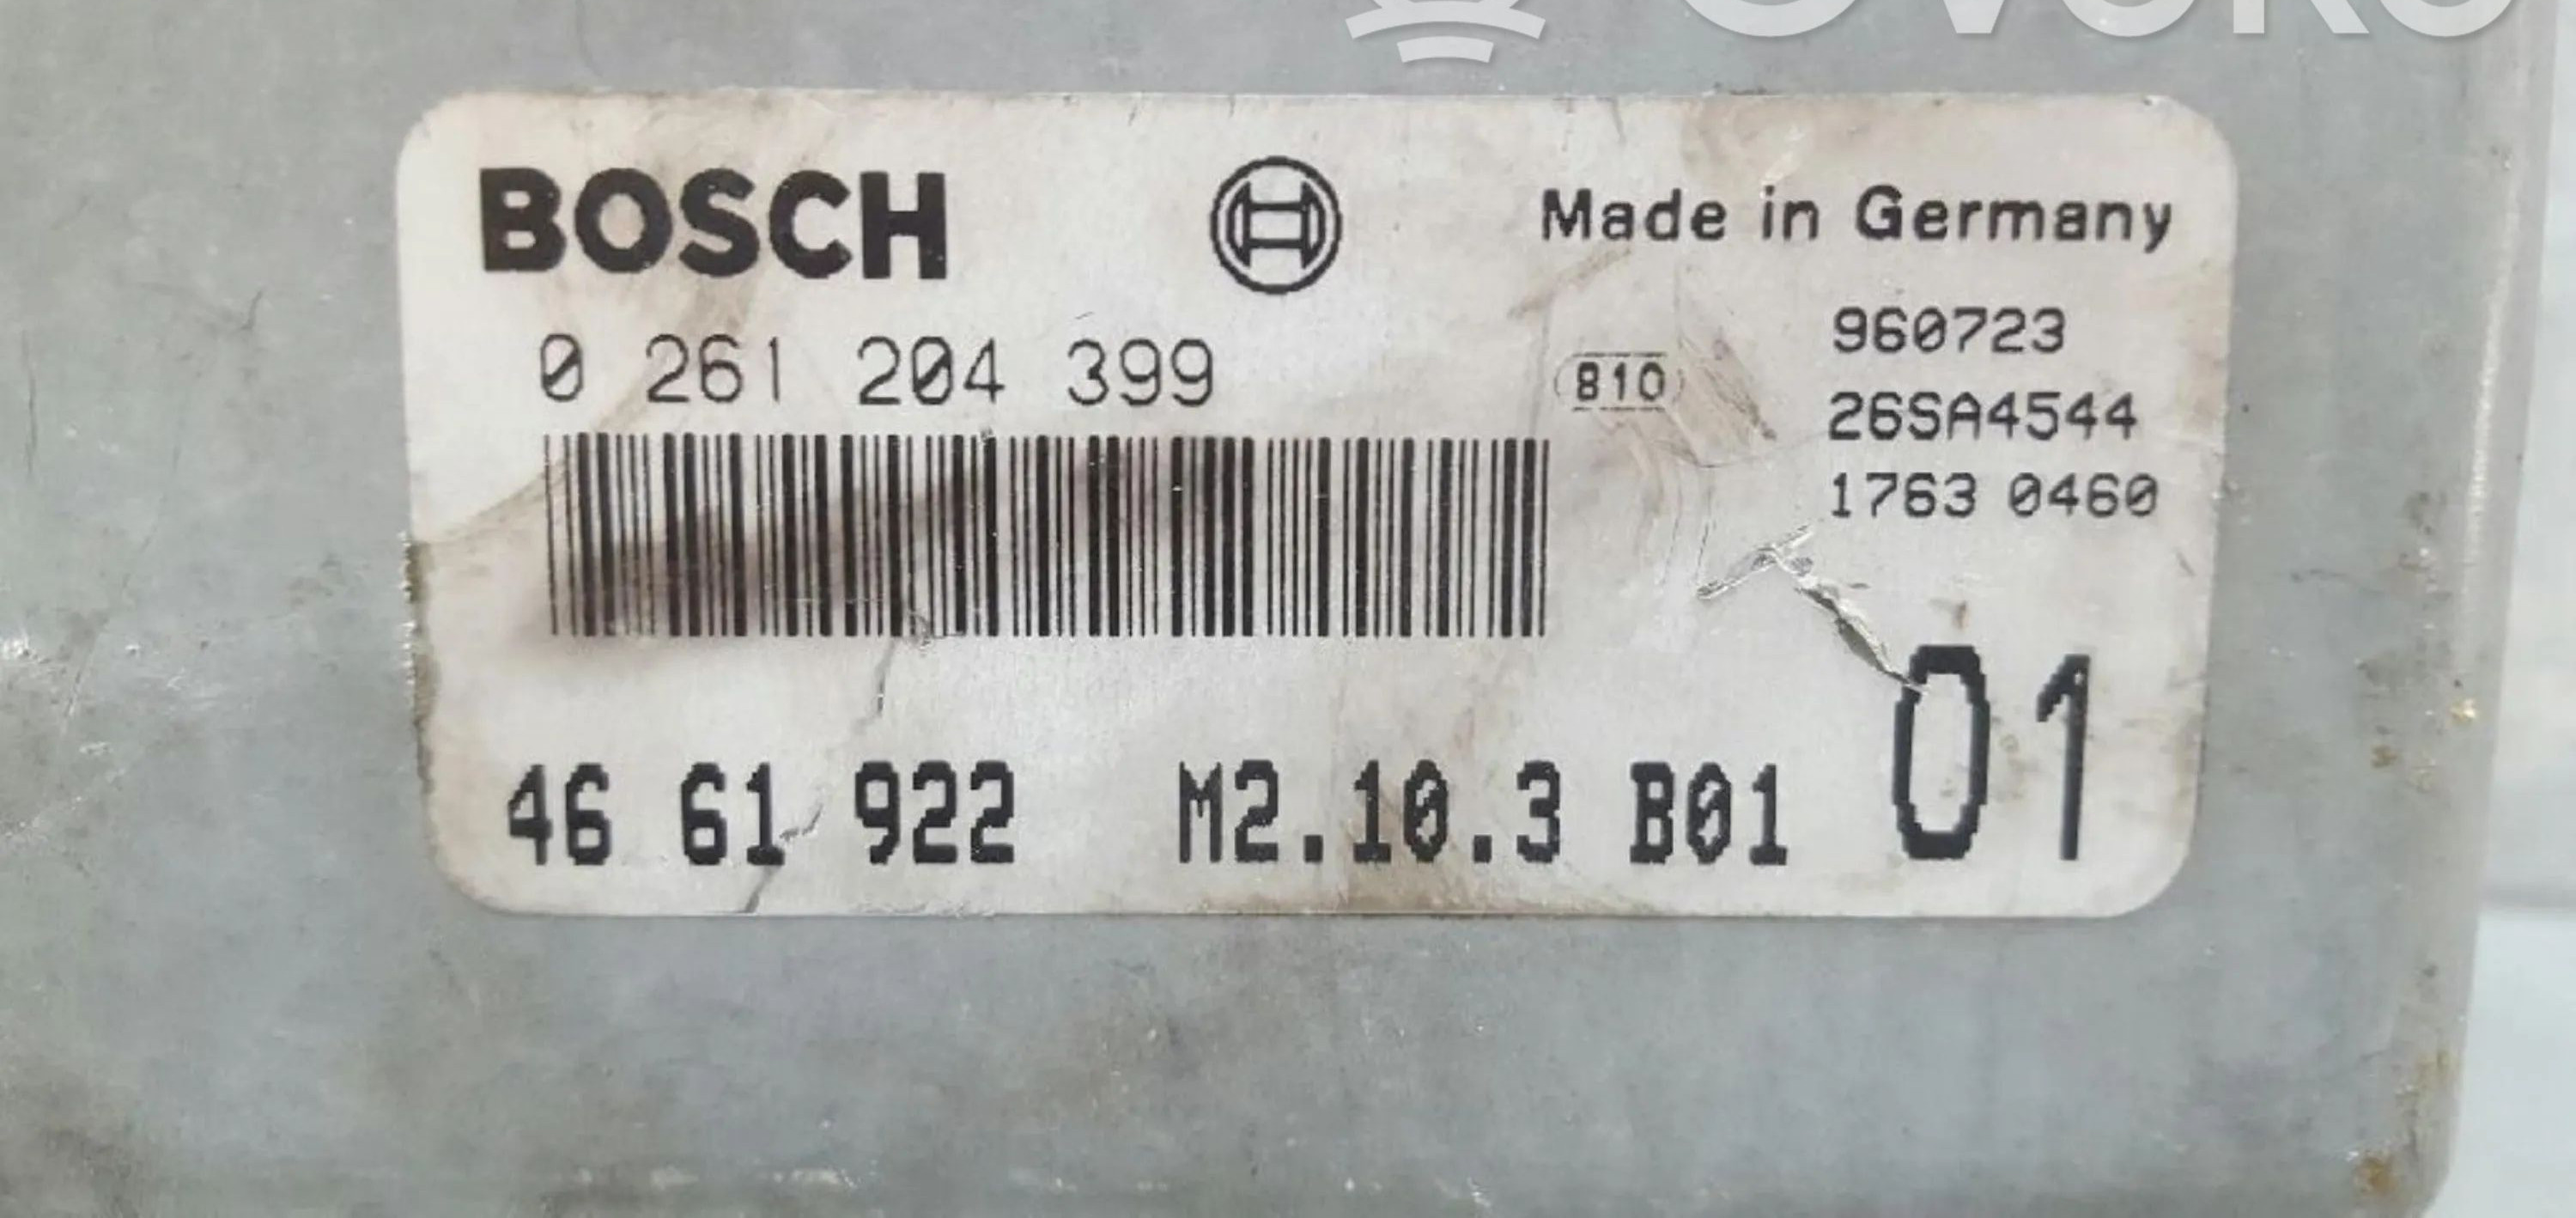 BOSCH
Made in Germany
0 261 204 399
810
960723
26SA4544
1763 0460
01
46 61 922 M2.10.3 B01